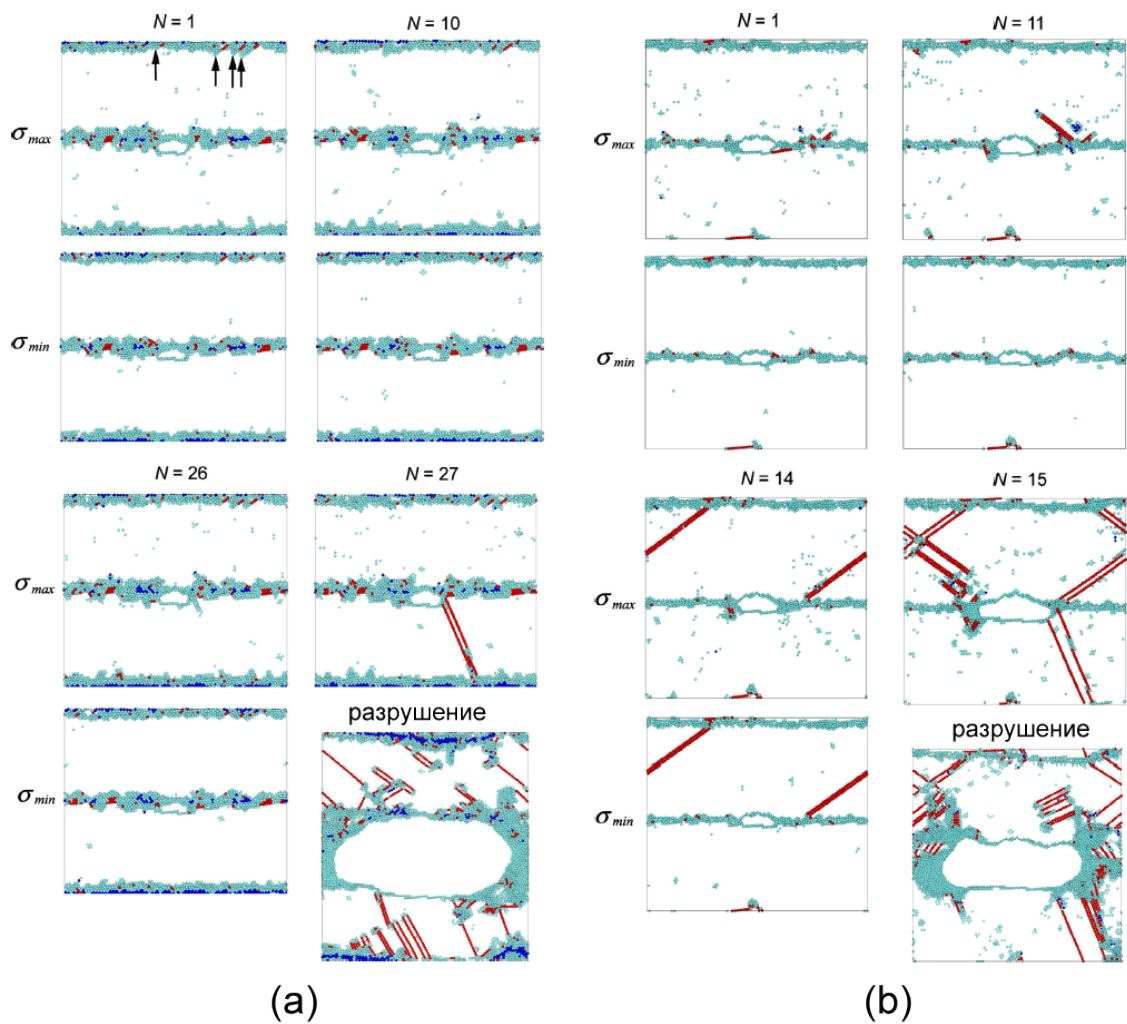 N = 1
N = 10
σmax
σmin
N = 26
N = 27
σmax
разрушение
σmin
(a)
N = 1
N = 11
σmax
σmin
N = 14
N = 15
σmax
разрушение
σmin
(b)